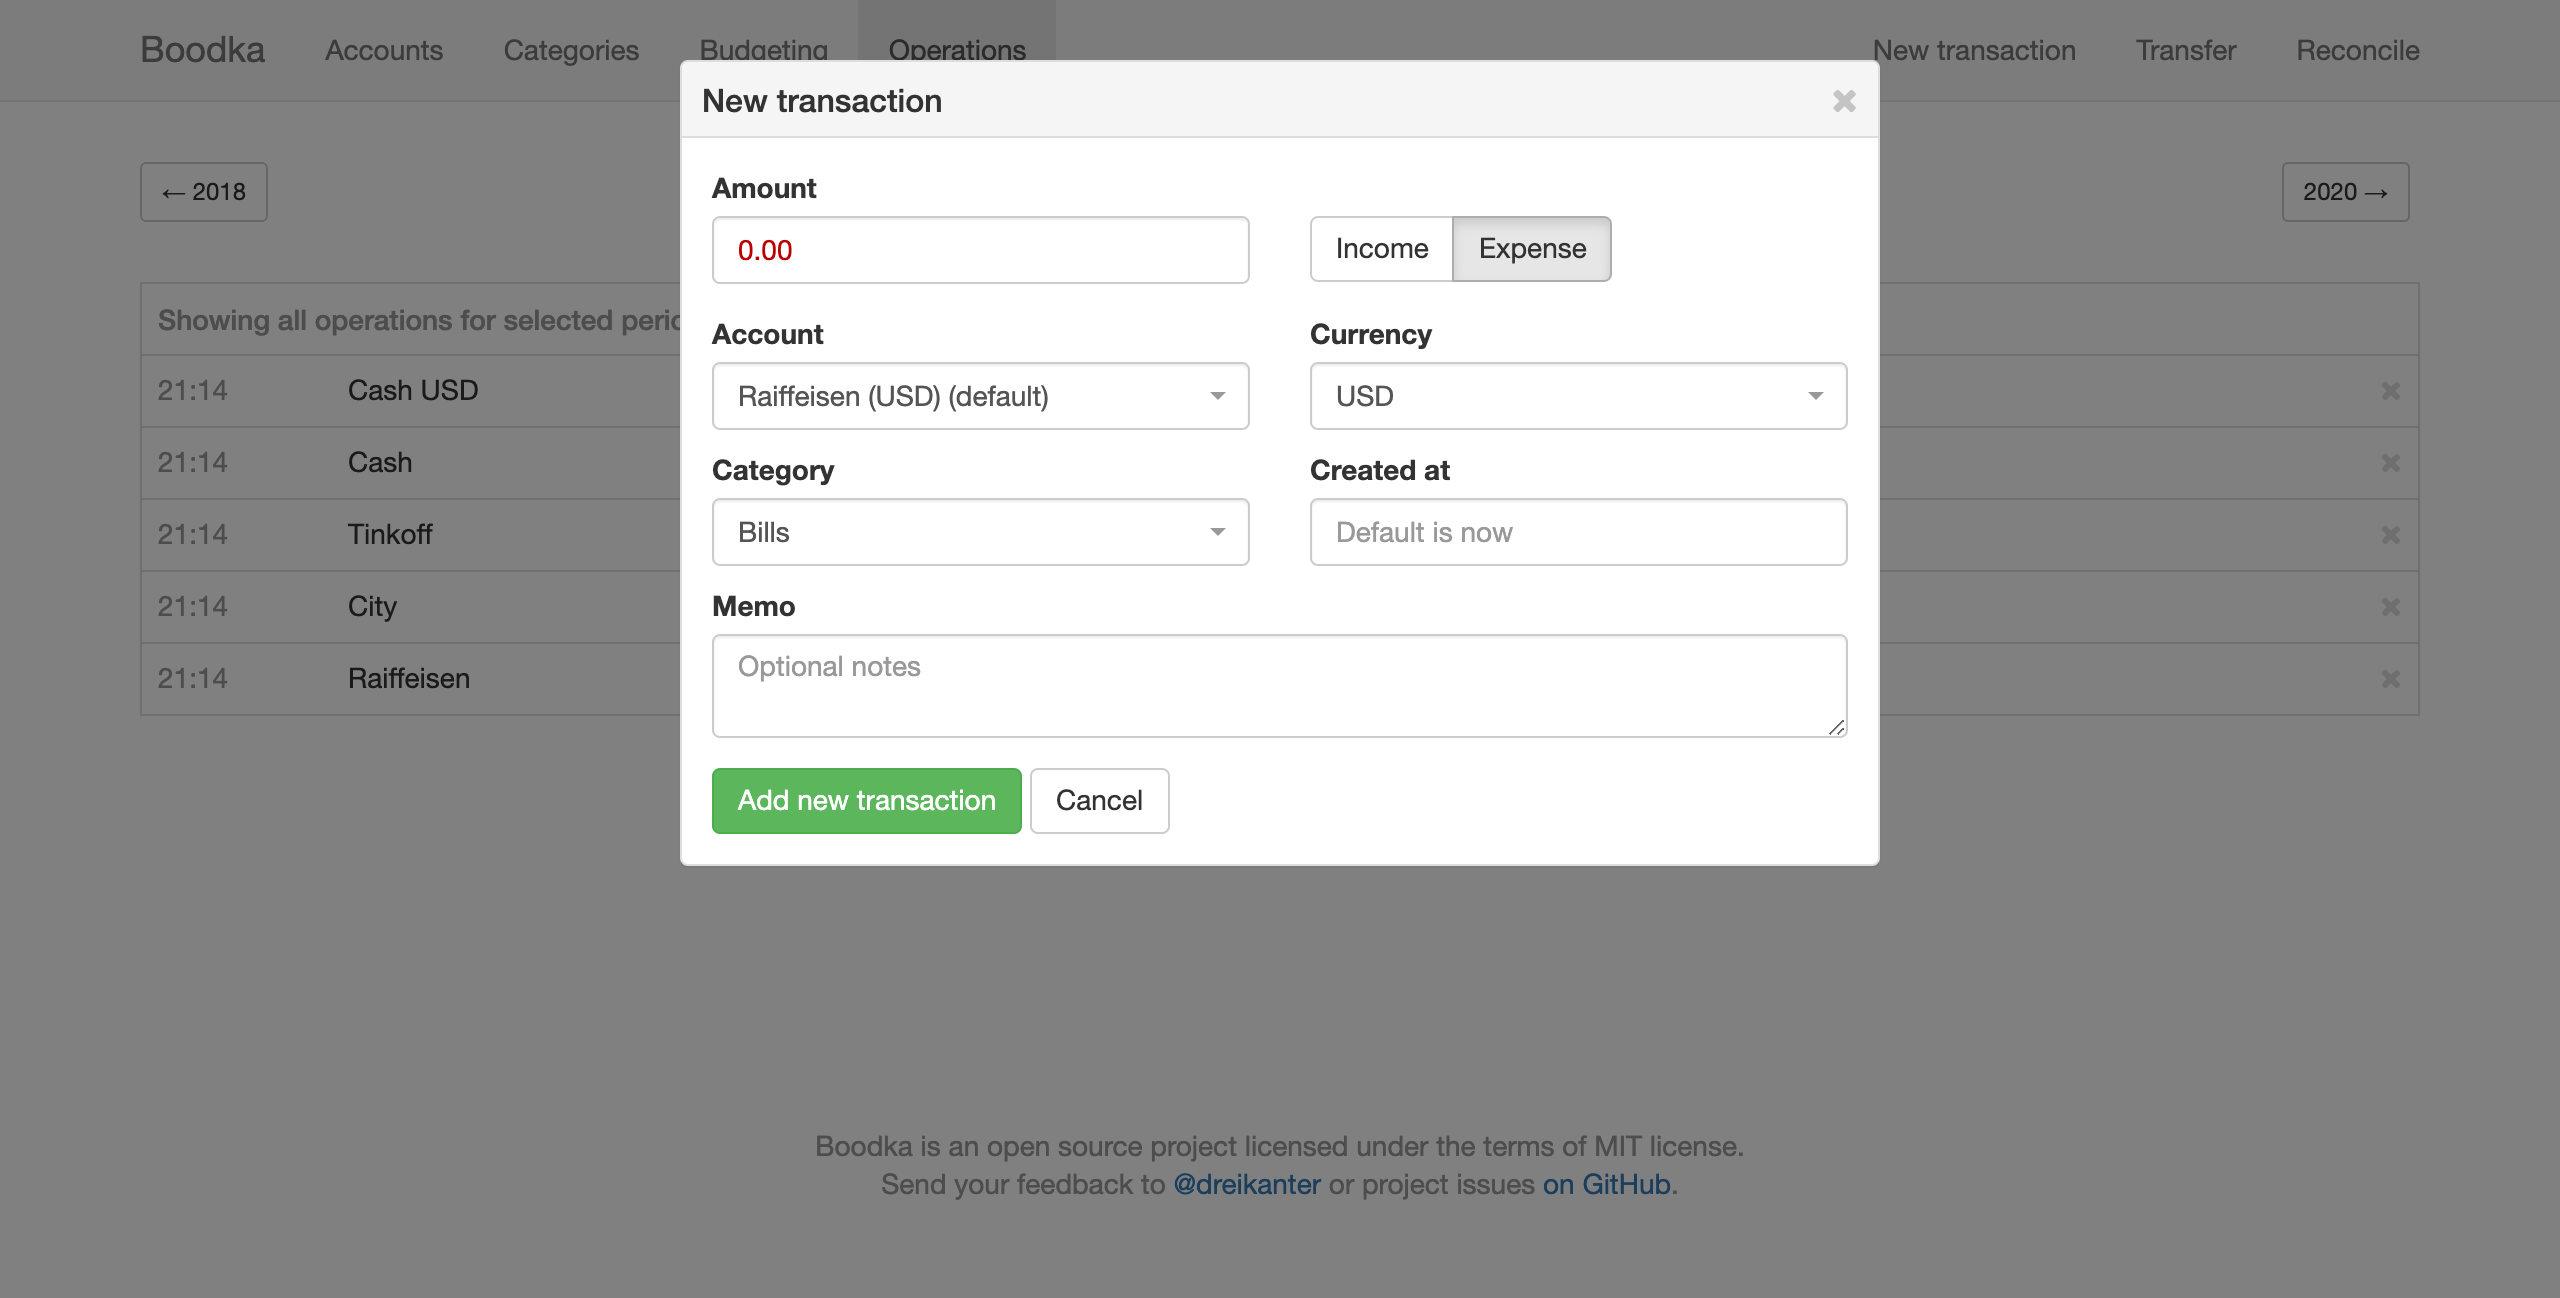 Boodka Accounts Categories Budgeting Operations New transaction Transfer Reconcile
New transaction
← 2018
2020 →
Amount
0.00
Income Expense
Showing all operations for selected
Account Currency
Raiffeisen (USD) (default) USD
21:14 Cash USD
Category Created at
21:14 Cash
Bills Default is now
21:14 Tinkoff
Memo
21:14 City
Optional notes
21:14 Raiffeisen
Add new transaction Cancel
Boodka is an open source project licensed under the terms of MIT license.
Send your feedback to @dreikanter or project issues on GitHub.